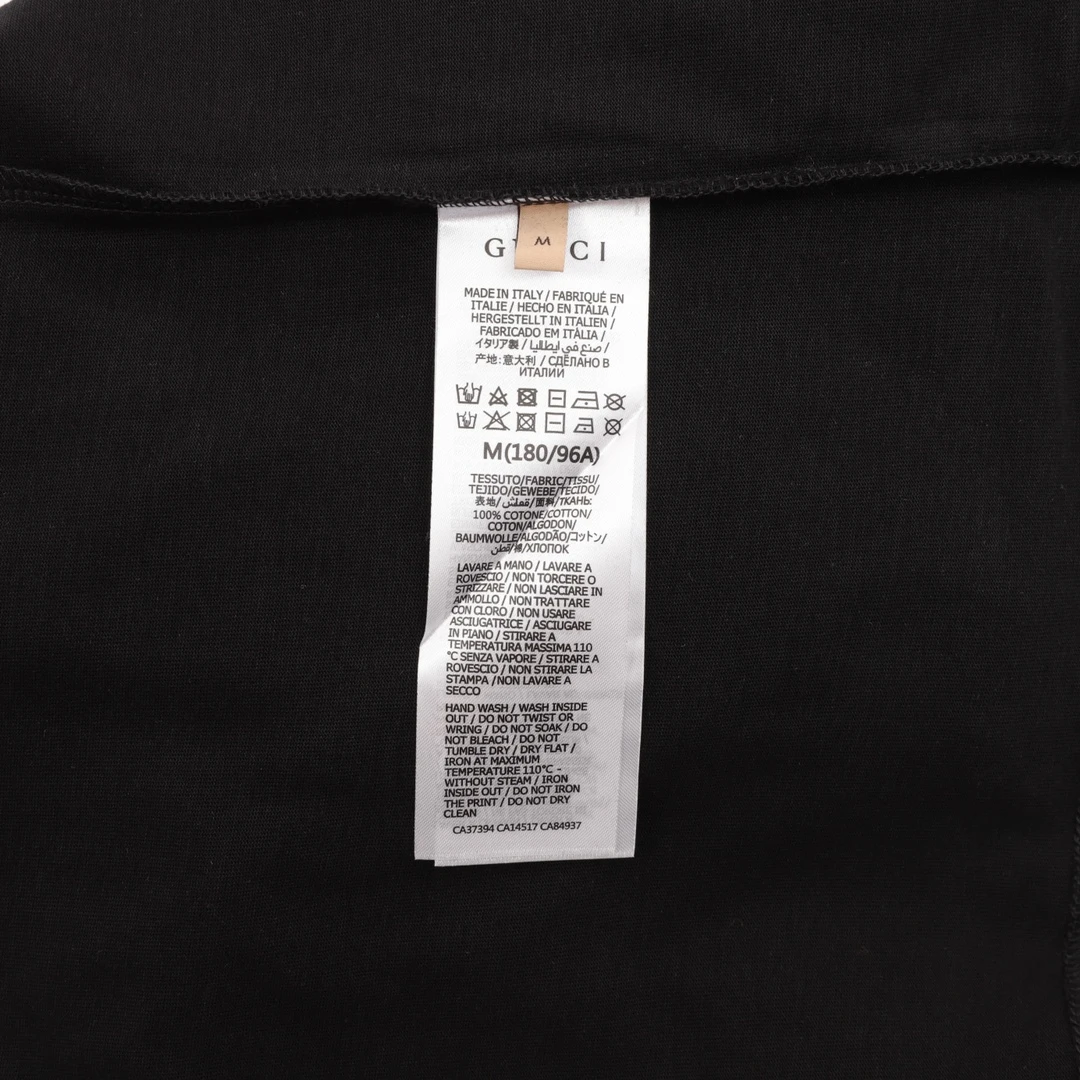 G CI
M
MADE IN ITALY / FABRIQUÉ EN
ITALIE / HECHO EN ITALIA /
HERGESTELLT IN ITALIEN /
FABRICADO EM ITÀLIA /
イタリア製 / صنع في ايطاليا /
产地: 意大利 / СДЕЛАНО В
ИТАЛИИ
M(180/96A)
TESSUTO/FABRIC/TISSU/
TEJIDO/GEWEBE/TECIDO/
表地/قماش/面料/ТКАНЬ:
100% COTONE/COTTON/
COTON/ALGODON/
BAUMWOLLE/ALGODÃO/コットン/
قطن/棉/ХЛОПОК
LAVARE A MANO / LAVARE A
ROVESCIO / NON TORCERE O
STRIZZARE / NON LASCIARE IN
AMMOLLO / NON TRATTARE
CON CLORO / NON USARE
ASCIUGATRICE / ASCIUGARE
IN PIANO / STIRARE A
TEMPERATURA MASSIMA 110
°C SENZA VAPORE / STIRARE A
ROVESCIO / NON STIRARE LA
STAMPA /NON LAVARE A
SECCO
HAND WASH / WASH INSIDE
OUT / DO NOT TWIST OR
WRING / DO NOT SOAK / DO
NOT BLEACH / DO NOT
TUMBLE DRY / DRY FLAT /
IRON AT MAXIMUM
TEMPERATURE 110°C -
WITHOUT STEAM / IRON
INSIDE OUT / DO NOT IRON
THE PRINT / DO NOT DRY
CLEAN
CA37394 CA14517 CA84937